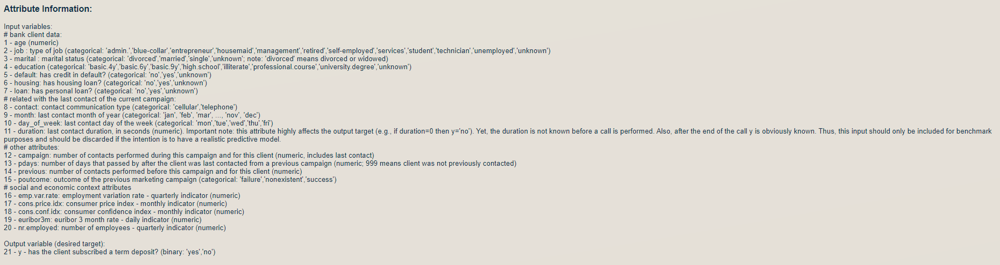 Attribute Information:
Input variables:
# bank client data:
1 - age (numeric)
2 - job : type of job (categorical: 'admin.','blue-collar','entrepreneur','housemaid','management','retired','self-employed','services','student','technician','unemployed','unknown')
3 - marital : marital status (categorical: 'divorced','married','single','unknown'; note: 'divorced' means divorced or widowed)
4 - education (categorical: 'basic.4y','basic.6y','basic.9y','high.school','illiterate','professional.course','university.degree','unknown')
5 - default: has credit in default? (categorical: 'no','yes','unknown')
6 - housing: has housing loan? (categorical: 'no','yes','unknown')
7 - loan: has personal loan? (categorical: 'no','yes','unknown')
# related with the last contact of the current campaign:
8 - contact: contact communication type (categorical: 'cellular','telephone')
9 - month: last contact month of year (categorical: 'jan', 'feb', 'mar', ..., 'nov', 'dec')
10 - day_of_week: last contact day of the week (categorical: 'mon','tue','wed','thu','fri')
11 - duration: last contact duration, in seconds (numeric). Important note: this attribute highly affects the output target (e.g., if duration=0 then y='no'). Yet, the duration is not known before a call is performed. Also, after the end of the call y is obviously known. Thus, this input should only be included for benchmark
purposes and should be discarded if the intention is to have a realistic predictive model.
# other attributes:
12 - campaign: number of contacts performed during this campaign and for this client (numeric, includes last contact)
13 - pdays: number of days that passed by after the client was last contacted from a previous campaign (numeric; 999 means client was not previously contacted)
14 - previous: number of contacts performed before this campaign and for this client (numeric)
15 - poutcome: outcome of the previous marketing campaign (categorical: 'failure','nonexistent','success')
# social and economic context attributes
16 - emp.var.rate: employment variation rate - quarterly indicator (numeric)
17 - cons.price.idx: consumer price index - monthly indicator (numeric)
18 - cons.conf.idx: consumer confidence index - monthly indicator (numeric)
19 - euribor3m: euribor 3 month rate - daily indicator (numeric)
20 - nr.employed: number of employees - quarterly indicator (numeric)
Output variable (desired target):
21 - y - has the client subscribed a term deposit? (binary: 'yes','no')